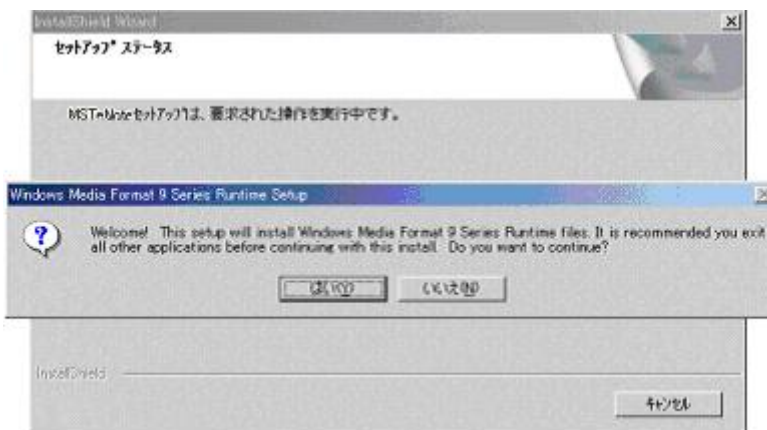 InstallShield Wizard
セットアップ ステータス
MSTeNoteセットアップは、要求された操作を実行中です。
Windows Media Format 9 Series Runtime Setup
Welcome! This setup will install Windows Media Format 9 Series Runtime files. It is recommended you exit
all other applications before continuing with this install. Do you want to continue?
はい(Y)
いいえ(N)
InstallShield
キャンセル